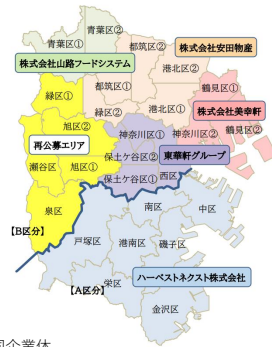 青葉区②
青葉区①
都筑区②
株式会社安田物産
株式会社山路フードシステム
港北区②
鶴見区①
緑区①
都筑区①
株式会社美幸軒
緑区②
港北区①
旭区②
神奈川区①
神奈川区②
鶴見区②
再公募エリア
保土ケ谷区②
東華軒グループ
瀬谷区
旭区①
保土ケ谷区①
西区
泉区
南区
中区
【B区分】
戸塚区
港南区
磯子区
【A区分】
栄区
ハーベストネクスト株式会社
金沢区
同企業体